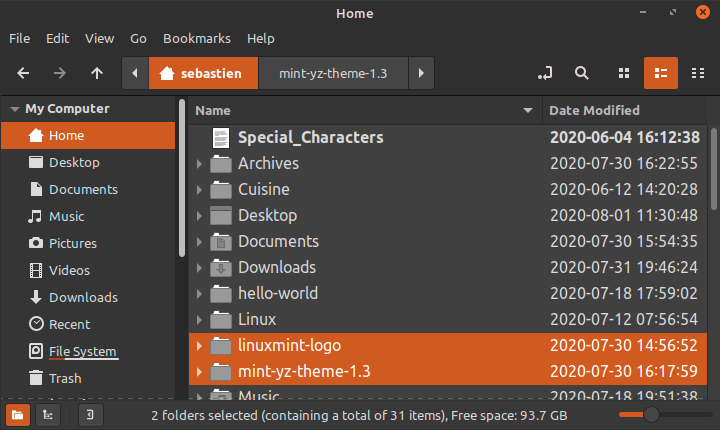 Home
File Edit View Go Bookmarks Help
sebastien mint-yz-theme-1.3
My Computer
Home
Desktop
Documents
Music
Pictures
Videos
Downloads
Recent
File System
Trash
Name Date Modified
Special_Characters 2020-06-04 16:12:38
Archives 2020-07-30 16:22:55
Cuisine 2020-06-12 14:20:28
Desktop 2020-08-01 11:30:48
Documents 2020-07-30 15:54:35
Downloads 2020-07-31 19:46:24
hello-world 2020-07-18 17:59:02
Linux 2020-07-12 07:56:54
linuxmint-logo 2020-07-30 14:56:52
mint-yz-theme-1.3 2020-07-30 16:17:59
Music 2020-07-18 19:51:38
2 folders selected (containing a total of 31 items), Free space: 93.7 GB